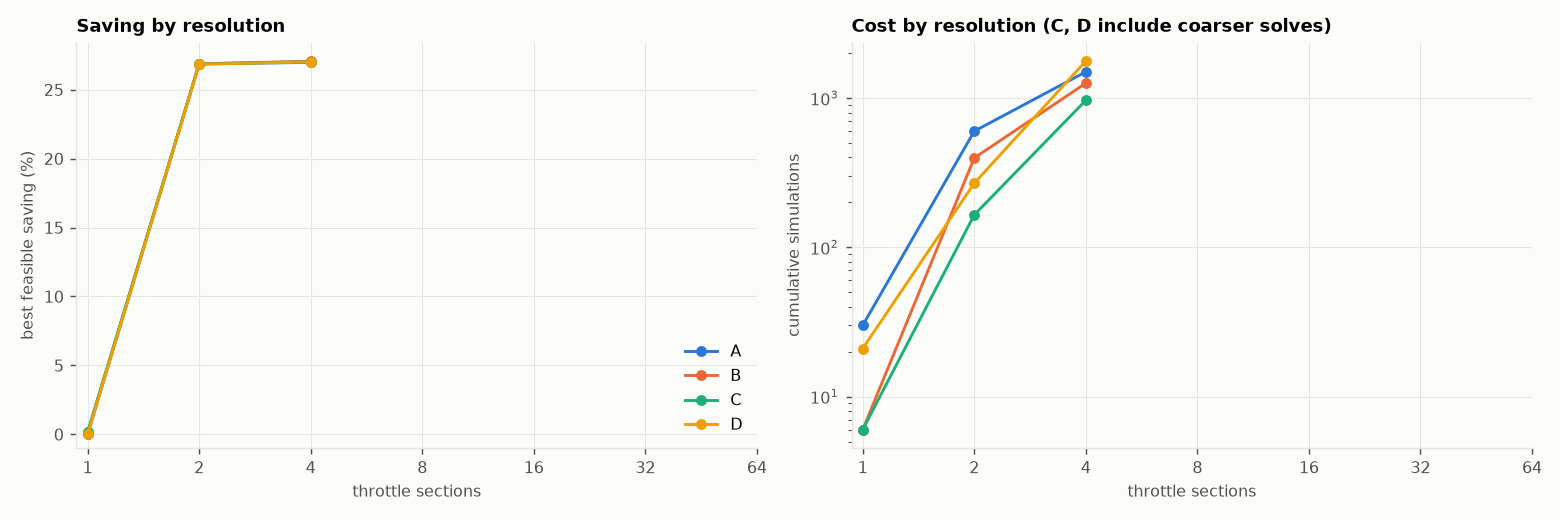 Saving by resolution
best feasible saving (%)
25
20
15
10
5
0
1 2 4 8 16 32 64
throttle sections
A
B
C
D
Cost by resolution (C, D include coarser solves)
cumulative simulations
10³
10²
10¹
1 2 4 8 16 32 64
throttle sections